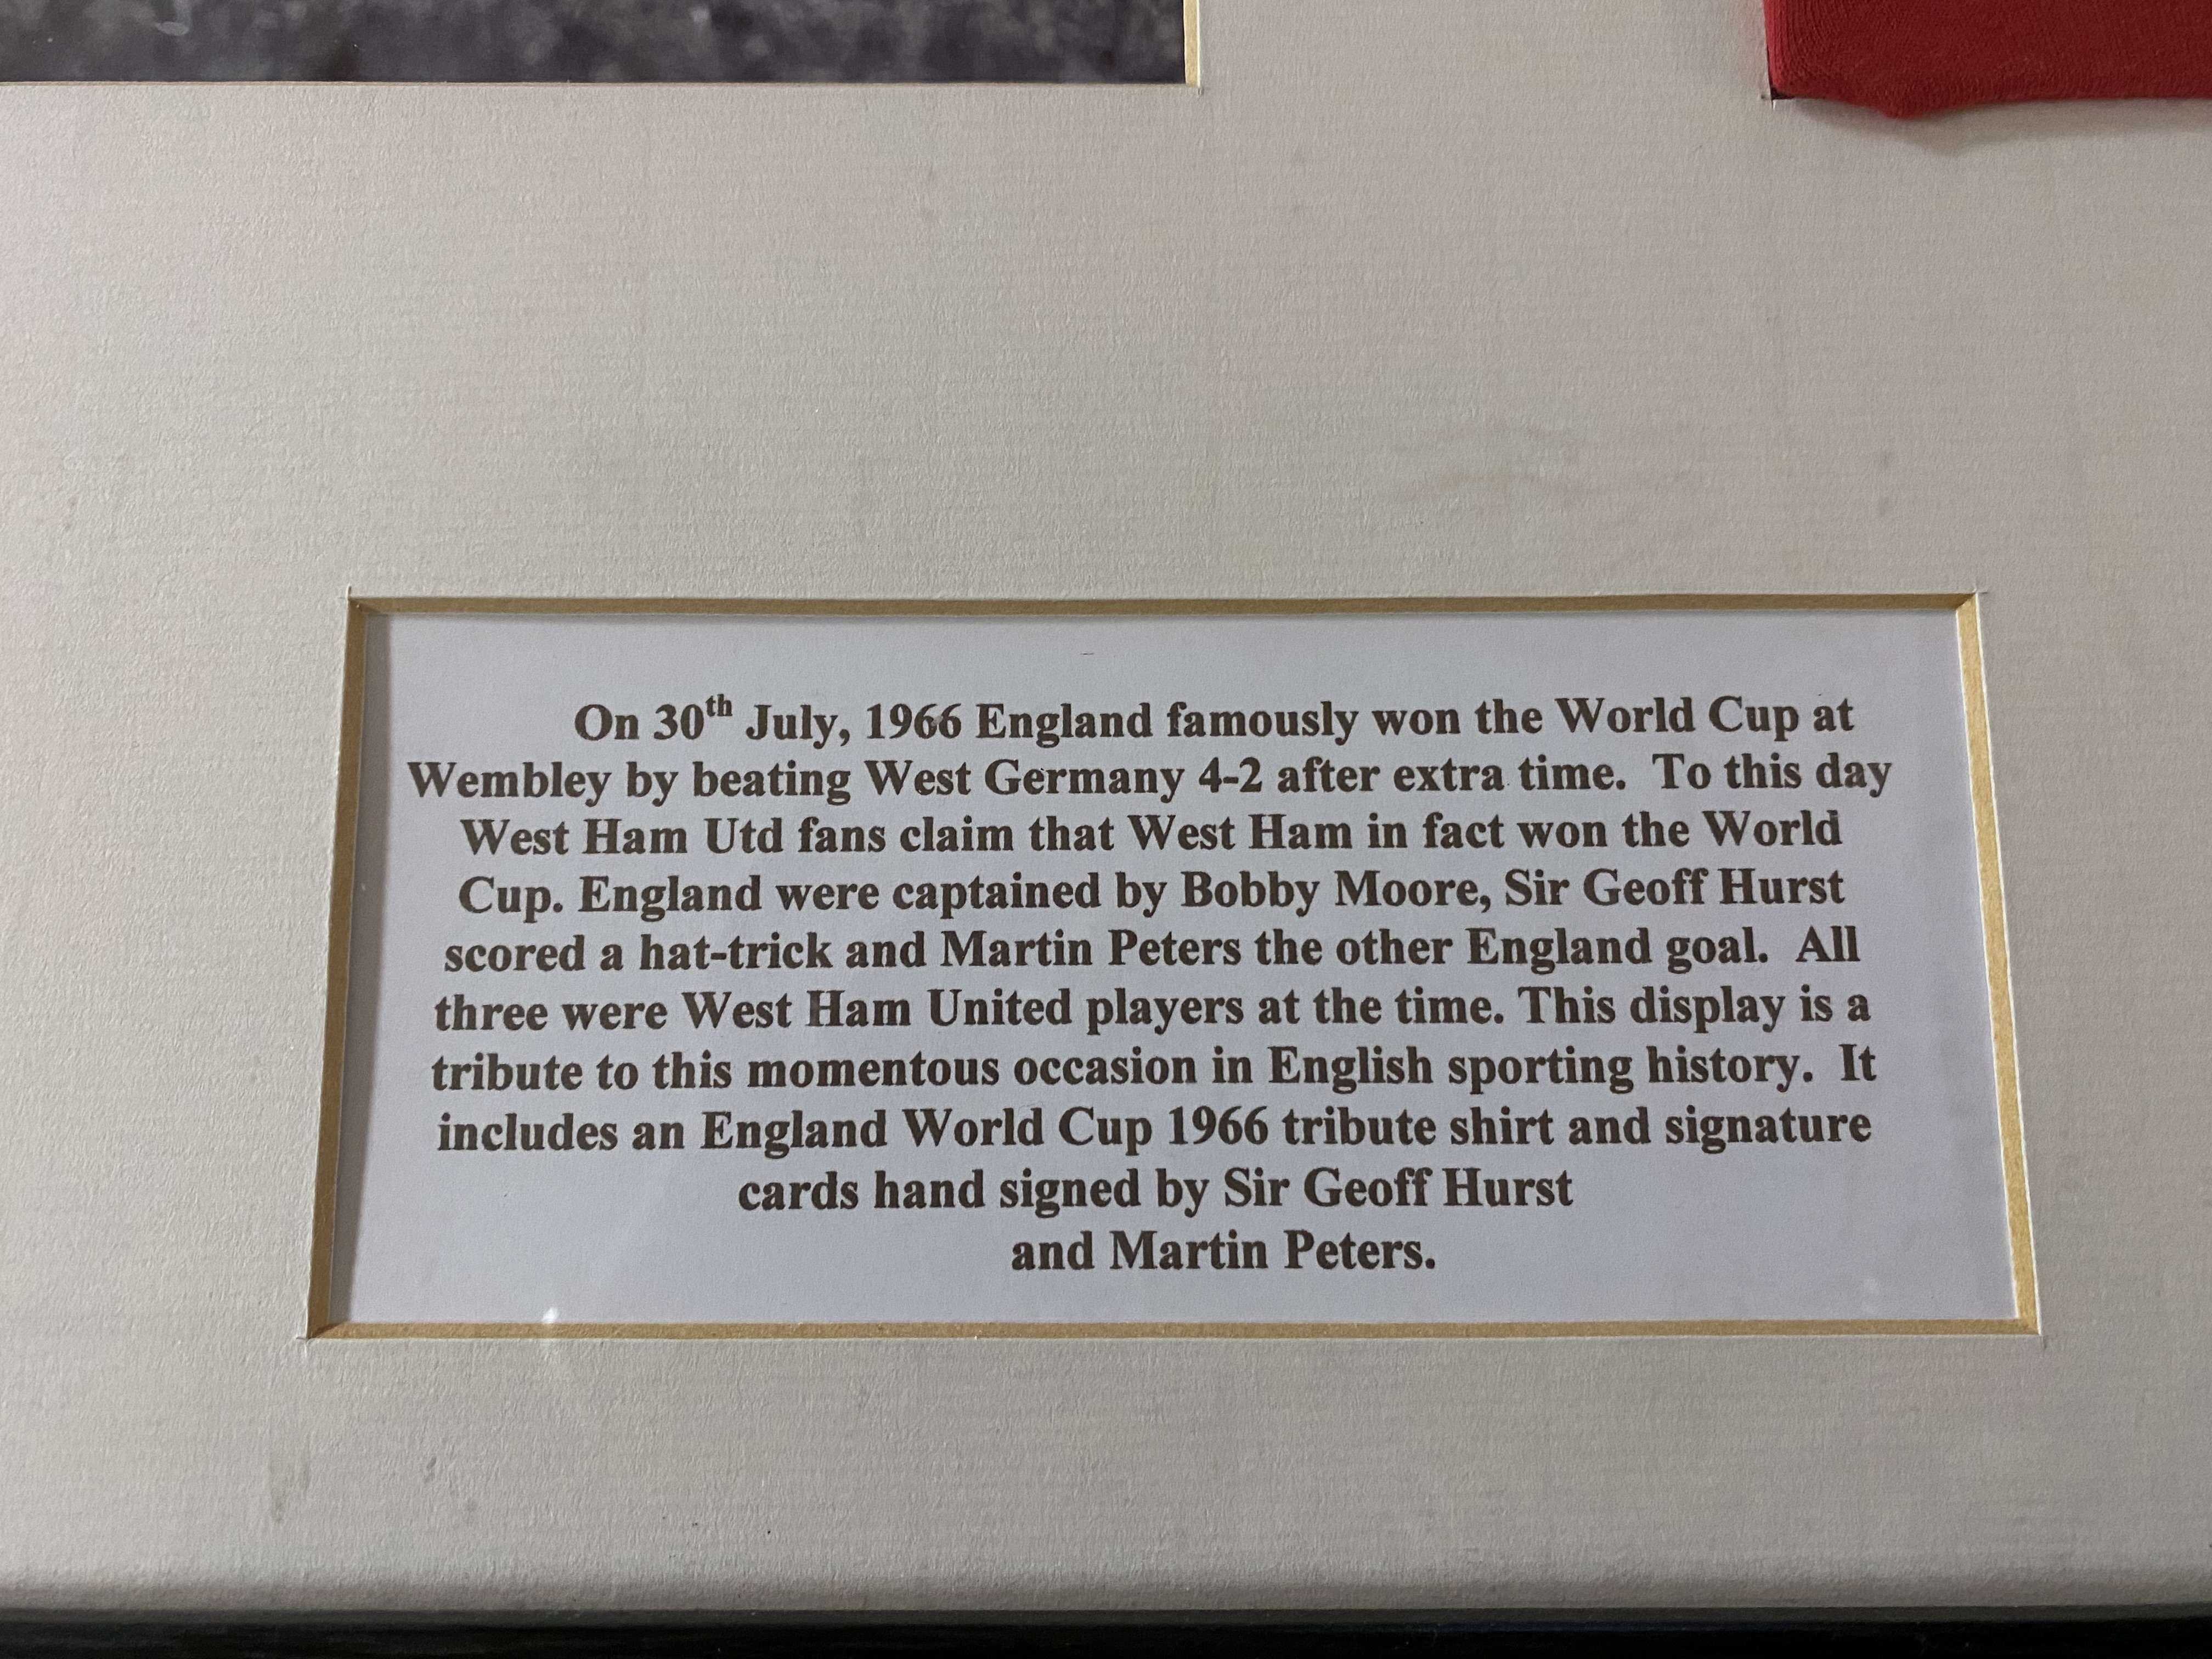 On 30th July, 1966 England famously won the World Cup at
Wembley by beating West Germany 4-2 after extra time. To this day
West Ham Utd fans claim that West Ham in fact won the World
Cup. England were captained by Bobby Moore, Sir Geoff Hurst
scored a hat-trick and Martin Peters the other England goal. All
three were West Ham United players at the time. This display is a
tribute to this momentous occasion in English sporting history. It
includes an England World Cup 1966 tribute shirt and signature
cards hand signed by Sir Geoff Hurst
and Martin Peters.